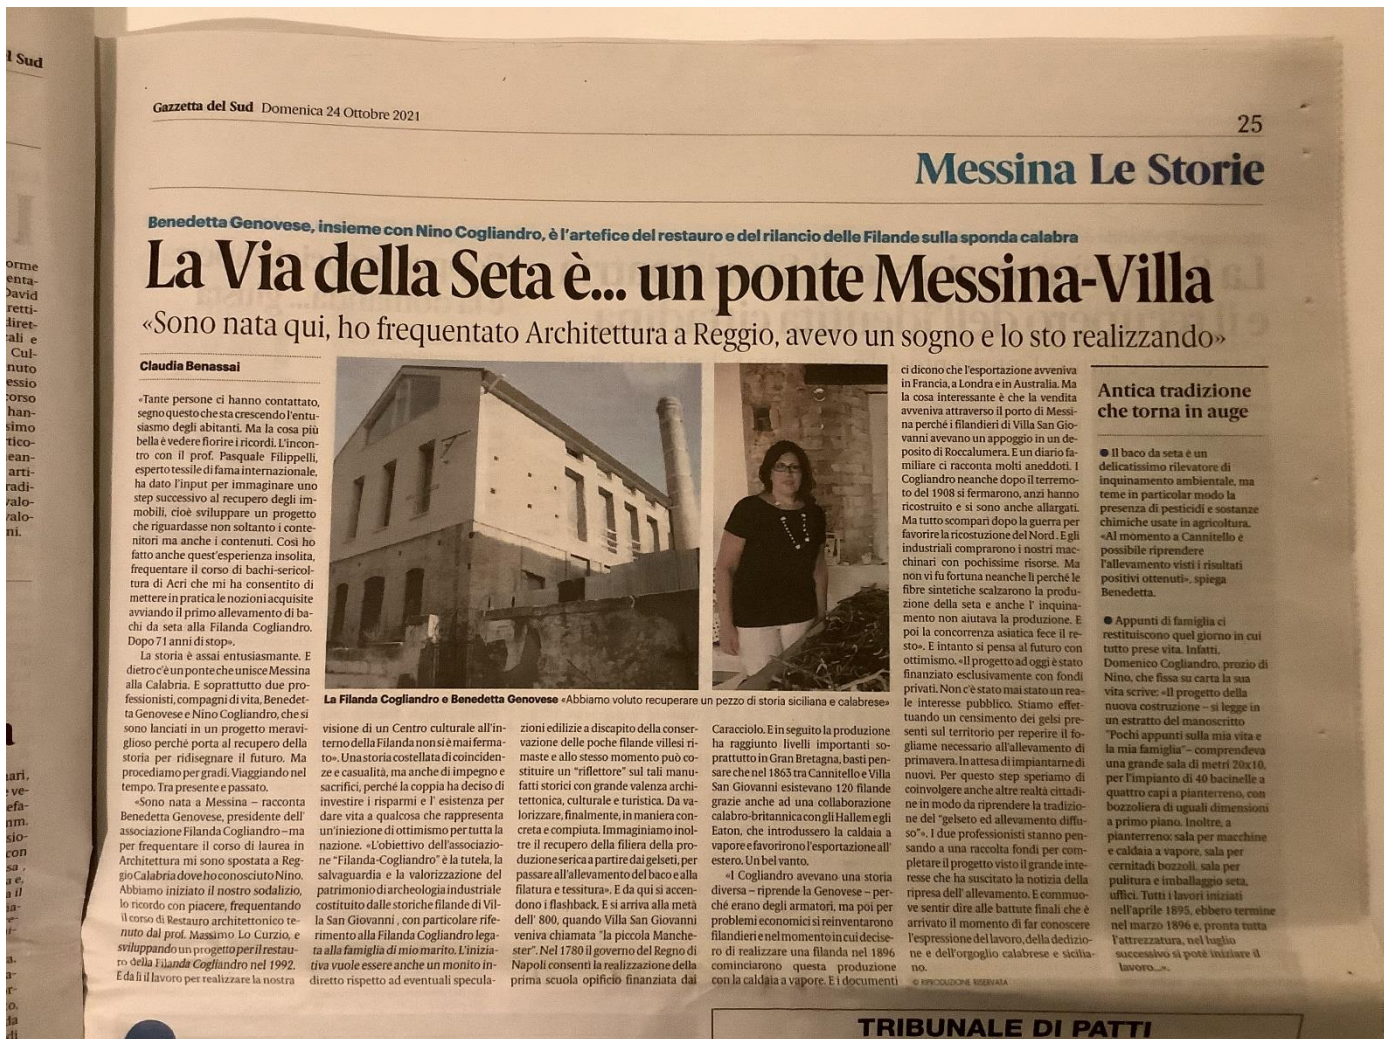 l Sud
orme
enta-
David
retti-
diret-
ali e
Cul-
nuto
essio
corso
han-
simo
tico-
ean-
arti-
radi-
valo-
valo-
ni.
Gazzetta del Sud Domenica 24 Ottobre 2021
25
Messina Le Storie
Benedetta Genovese, insieme con Nino Cogliandro, è l'artefice del restauro e del rilancio delle Filande sulla sponda calabra
La Via della Seta è... un ponte Messina-Villa
«Sono nata qui, ho frequentato Architettura a Reggio, avevo un sogno e lo sto realizzando»
Claudia Benassai
«Tante persone ci hanno contattato,
segno questo che sta crescendo l'entu-
siasmo degli abitanti. Ma la cosa più
bella è vedere fiorire i ricordi. L'incon-
tro con il prof. Pasquale Filippelli,
esperto tessile di fama internazionale,
ha dato l'input per immaginare uno
step successivo al recupero degli im-
mobili, cioè sviluppare un progetto
che riguardasse non soltanto i conte-
nitori ma anche i contenuti. Così ho
fatto anche quest'esperienza insolita,
frequentare il corso di bachi-sericol-
tura di Acri che mi ha consentito di
mettere in pratica le nozioni acquisite
avviando il primo allevamento di ba-
chi da seta alla Filanda Cogliandro.
Dopo 71 anni di stop».
La storia è assai entusiasmante. E
dietro c'è un ponte che unisce Messina
alla Calabria. E soprattutto due pro-
fessionisti, compagni di vita, Benedet-
ta Genovese e Nino Cogliandro, che si
sono lanciati in un progetto meravi-
glioso perché porta al recupero della
storia per ridisegnare il futuro. Ma
procediamo per gradi. Viaggiando nel
tempo. Tra presente e passato.
«Sono nata a Messina – racconta
Benedetta Genovese, presidente dell'
associazione Filanda Cogliandro – ma
per frequentare il corso di laurea in
Architettura mi sono spostata a Reg-
gio Calabria dove ho conosciuto Nino.
Abbiamo iniziato il nostro sodalizio,
lo ricordo con piacere, frequentando
il corso di Restauro architettonico te-
nuto dal prof. Massimo Lo Curzio, e
sviluppando un progetto per il restau-
ro della Filanda Cogliandro nel 1992.
E da lì il lavoro per realizzare la nostra
La Filanda Cogliandro e Benedetta Genovese «Abbiamo voluto recuperare un pezzo di storia siciliana e calabrese»
visione di un Centro culturale all'in-
terno della Filanda non si è mai ferma-
to». Una storia costellata di coinciden-
ze e casualità, ma anche di impegno e
sacrifici, perché la coppia ha deciso di
investire i risparmi e l' esistenza per
dare vita a qualcosa che rappresenta
un'iniezione di ottimismo per tutta la
nazione. «L'obiettivo dell'associazio-
ne "Filanda-Cogliandro" è la tutela, la
salvaguardia e la valorizzazione del
patrimonio di archeologia industriale
costituito dalle storiche filande di Vil-
la San Giovanni , con particolare rife-
rimento alla Filanda Cogliandro lega-
ta alla famiglia di mio marito. L'inizia-
tiva vuole essere anche un monito in-
diretto rispetto ad eventuali specula-
zioni edilizie a discapito della conser-
vazione delle poche filande villesi ri-
maste e allo stesso momento può co-
stituire un "riflettore" su tali manu-
fatti storici con grande valenza archi-
tettonica, culturale e turistica. Da va-
lorizzare, finalmente, in maniera con-
creta e compiuta. Immaginiamo inol-
tre il recupero della filiera della pro-
duzione serica a partire dai gelseti, per
passare all'allevamento del baco e alla
filatura e tessitura». E da qui si accen-
dono i flashback. E si arriva alla metà
dell' 800, quando Villa San Giovanni
veniva chiamata "la piccola Manche-
ster". Nel 1780 il governo del Regno di
Napoli consentì la realizzazione della
prima scuola opificio finanziata dai
Caracciolo. E in seguito la produzione
ha raggiunto livelli importanti so-
prattutto in Gran Bretagna, basti pen-
sare che nel 1863 tra Cannitello e Villa
San Giovanni esistevano 120 filande
grazie anche ad una collaborazione
calabro-britannica con gli Hallem e gli
Eaton, che introdussero la caldaia a
vapore e favorirono l'esportazione all'
estero. Un bel vanto.
«I Cogliandro avevano una storia
diversa – riprende la Genovese – per-
ché erano degli armatori, ma poi per
problemi economici si reinventarono
filandieri e nel momento in cui decise-
ro di realizzare una filanda nel 1896
cominciarono questa produzione
con la caldaia a vapore. E i documenti
ci dicono che l'esportazione avveniva
in Francia, a Londra e in Australia. Ma
la cosa interessante è che la vendita
avveniva attraverso il porto di Messi-
na perché i filandieri di Villa San Gio-
vanni avevano un appoggio in un de-
posito di Roccalumera. E un diario fa-
miliare ci racconta molti aneddoti. I
Cogliandro neanche dopo il terremo-
to del 1908 si fermarono, anzi hanno
ricostruito e si sono anche allargati.
Ma tutto scomparì dopo la guerra per
favorire la ricostuzione del Nord. E gli
industriali comprarono i nostri mac-
chinari con pochissime risorse. Ma
non vi fu fortuna neanche lì perché le
fibre sintetiche scalzarono la produ-
zione della seta e anche l' inquina-
mento non aiutava la produzione. E
poi la concorrenza asiatica fece il re-
sto». E intanto si pensa al futuro con
ottimismo. «Il progetto ad oggi è stato
finanziato esclusivamente con fondi
privati. Non c'è stato mai stato un rea-
le interesse pubblico. Stiamo effet-
tuando un censimento dei gelsi pre-
senti sul territorio per reperire il fo-
gliame necessario all'allevamento di
primavera. In attesa di impiantarne di
nuovi. Per questo step speriamo di
coinvolgere anche altre realtà cittadi-
ne in modo da riprendere la tradizio-
ne del "gelseto ed allevamento diffu-
so"». I due professionisti stanno pen-
sando a una raccolta fondi per com-
pletare il progetto visto il grande inte-
resse che ha suscitato la notizia della
ripresa dell' allevamento. E commuo-
ve sentir dire alle battute finali che è
arrivato il momento di far conoscere
l'espressione del lavoro, della dedizio-
ne e dell'orgoglio calabrese e sicilia-
no.
© RIPRODUZIONE RISERVATA
Antica tradizione
che torna in auge
● Il baco da seta è un
delicatissimo rilevatore di
inquinamento ambientale, ma
teme in particolar modo la
presenza di pesticidi e sostanze
chimiche usate in agricoltura.
«Al momento a Cannitello è
possibile riprendere
l'allevamento visti i risultati
positivi ottenuti», spiega
Benedetta.
● Appunti di famiglia ci
restituiscono quel giorno in cui
tutto prese vita. Infatti,
Domenico Cogliandro, prozio di
Nino, che fissa su carta la sua
vita scrive: «Il progetto della
nuova costruzione – si legge in
un estratto del manoscritto
"Pochi appunti sulla mia vita e
la mia famiglia" – comprendeva
una grande sala di metri 20x10,
per l'impianto di 40 bacinelle a
quattro capi a pianterreno, con
bozzoliera di uguali dimensioni
a primo piano. Inoltre, a
pianterreno: sala per macchine
e caldaia a vapore, sala per
cernita di bozzoli, sala per
pulitura e imballaggio seta,
uffici. Tutti i lavori iniziati
nell'aprile 1895, ebbero termine
nel marzo 1896 e, pronta tutta
l'attrezzatura, nel luglio
successivo si poté iniziare il
lavoro...».
TRIBUNALE DI PATTI